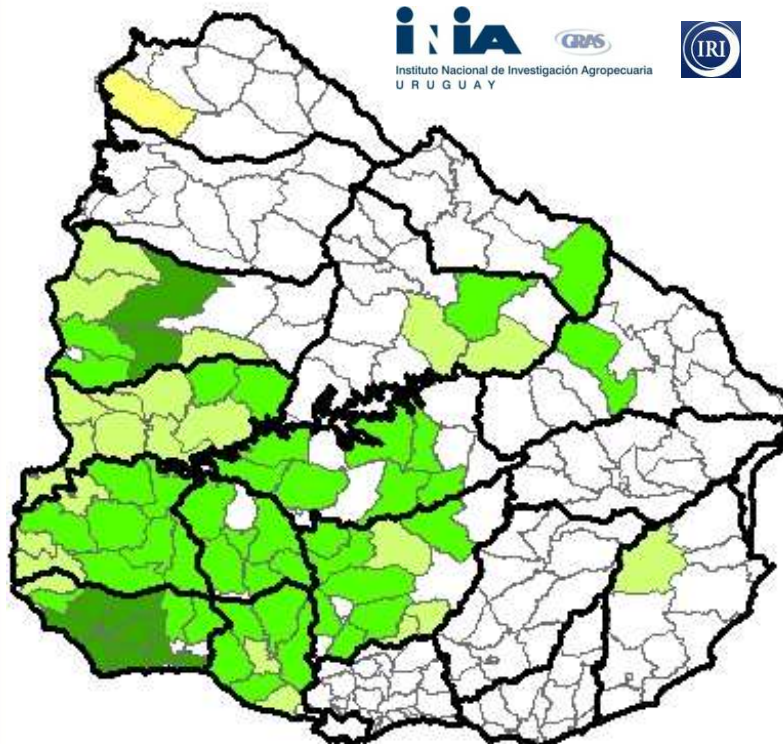 INIA
GRAS
IRI
Instituto Nacional de Investigación Agropecuaria
URUGUAY